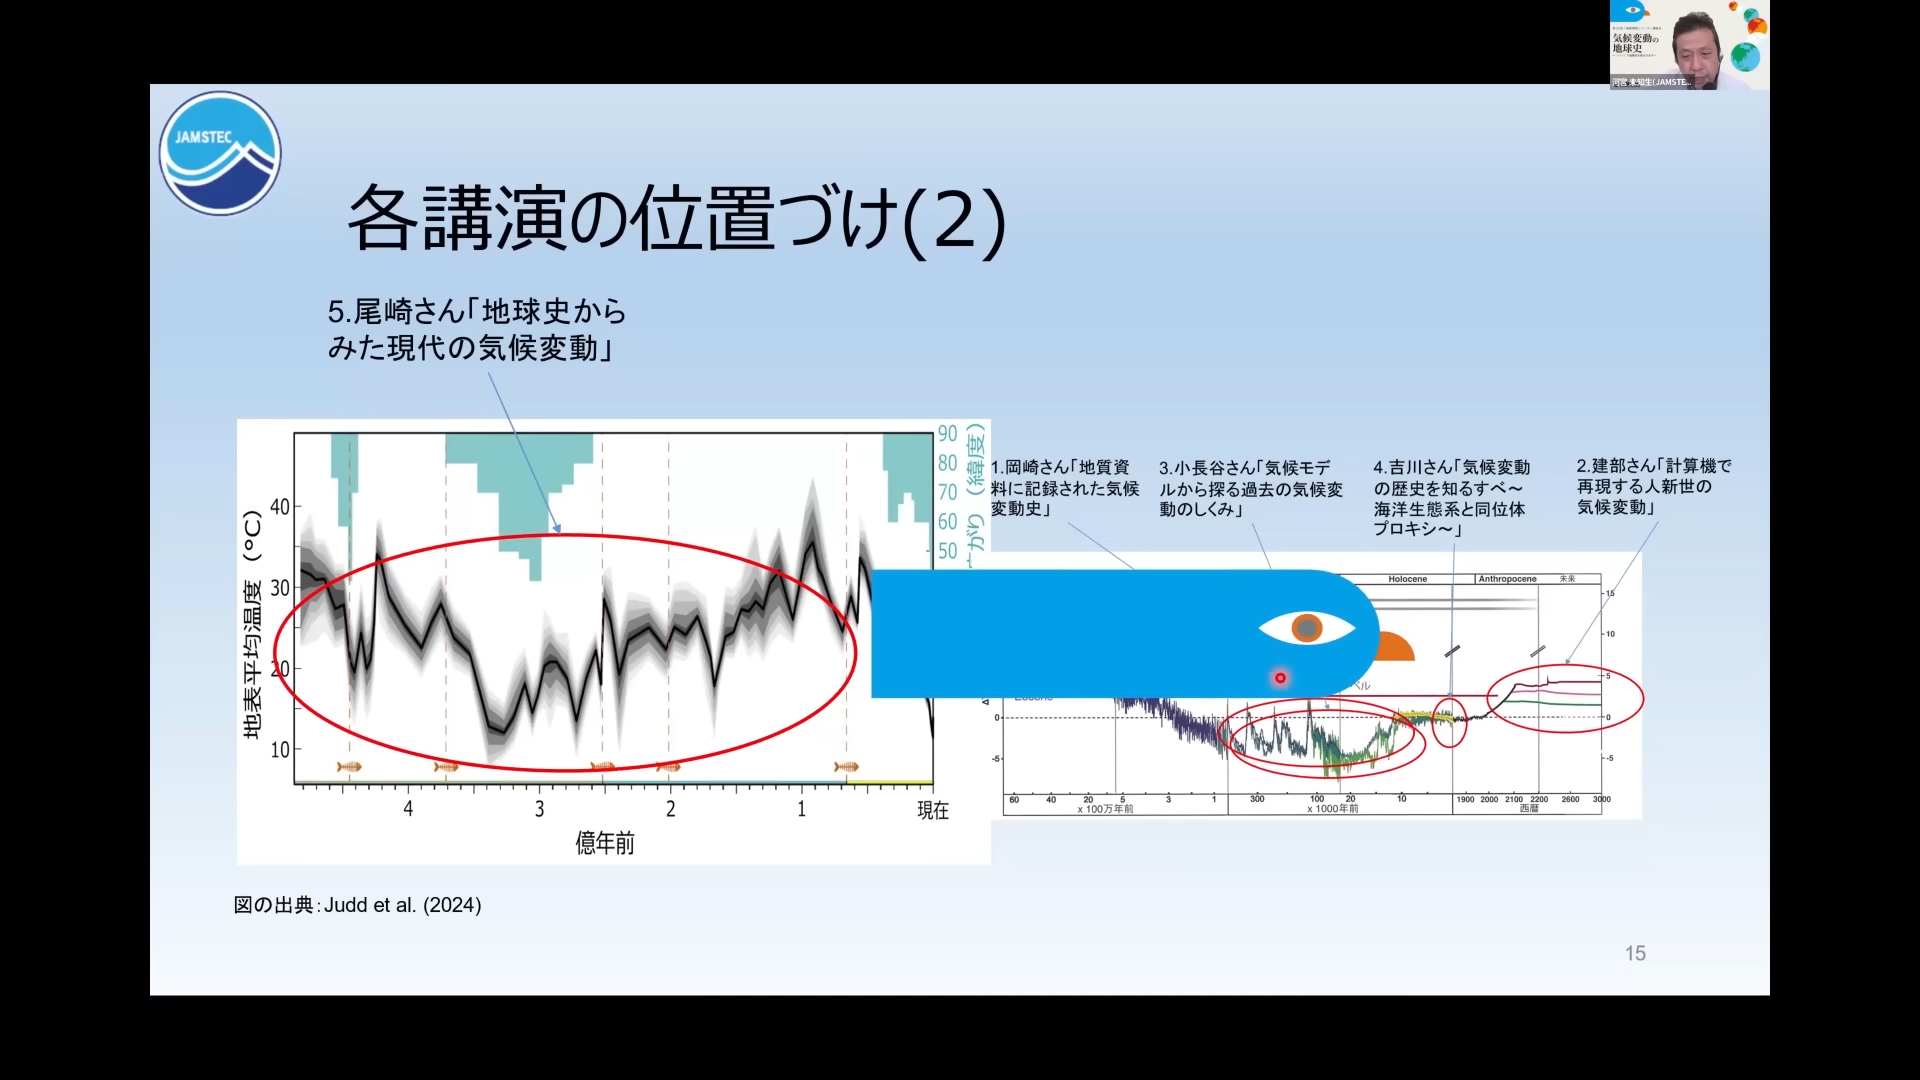 気候変動の
地球史
河宮 未知生(JAMSTE...
JAMSTEC
各講演の位置づけ(2)
5.尾崎さん「地球史から
みた現代の気候変動」
1.岡崎さん「地質資
料に記録された気候
変動史」
3.小長谷さん「気候モデ
ルから探る過去の気候変
動のしくみ」
4.吉川さん「気候変動
の歴史を知るすべ～
海洋生態系と同位体
プロキシ～」
2.建部さん「計算機で
再現する人新世の
気候変動」
地表平均温度 (℃)
40
30
20
10
90
80
70
60
50
がり (緯度)
4
3
2
1
現在
億年前
Holocene
Anthropocene
未来
15
10
5
0
-5
ベル
0
-5
60
40
20
5
3
1
300
100
20
10
1900
2000
2100
2200
2600
3000
x 100万年前
x 1000年前
西暦
図の出典：Judd et al. (2024)
15